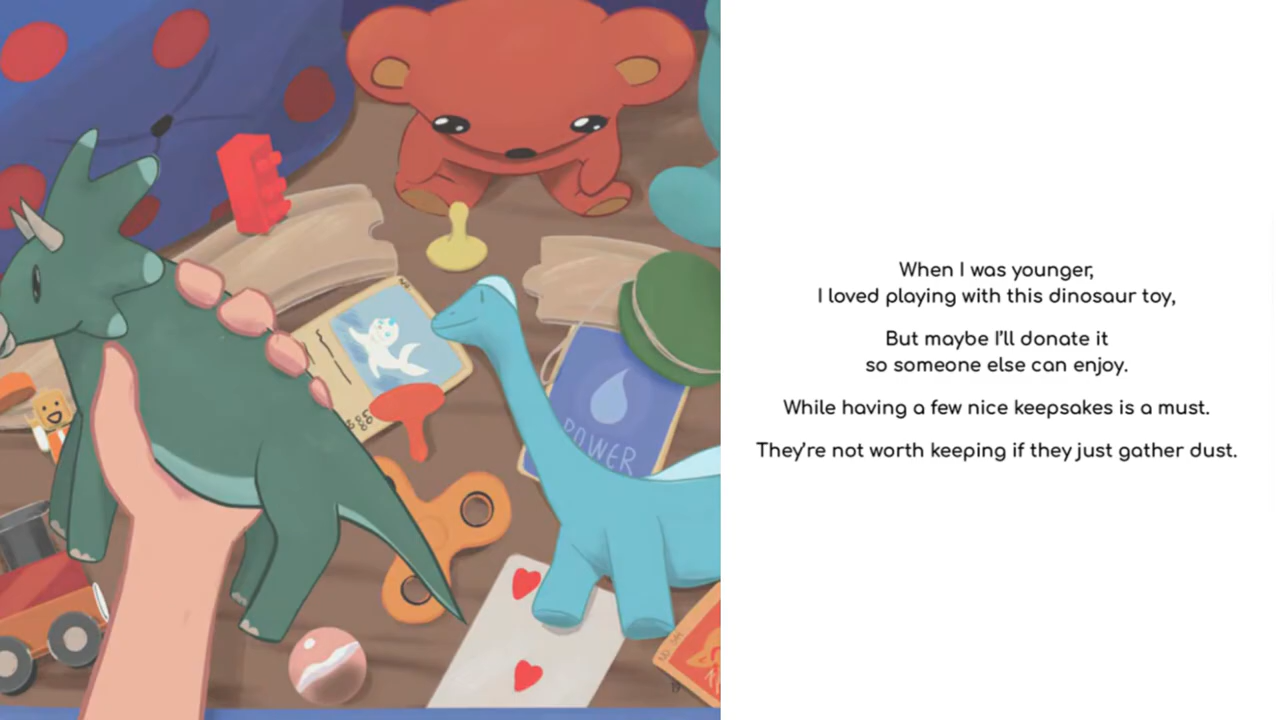 POWER
When I was younger,
I loved playing with this dinosaur toy,
But maybe I'll donate it
so someone else can enjoy.
While having a few nice keepsakes is a must.
They're not worth keeping if they just gather dust.